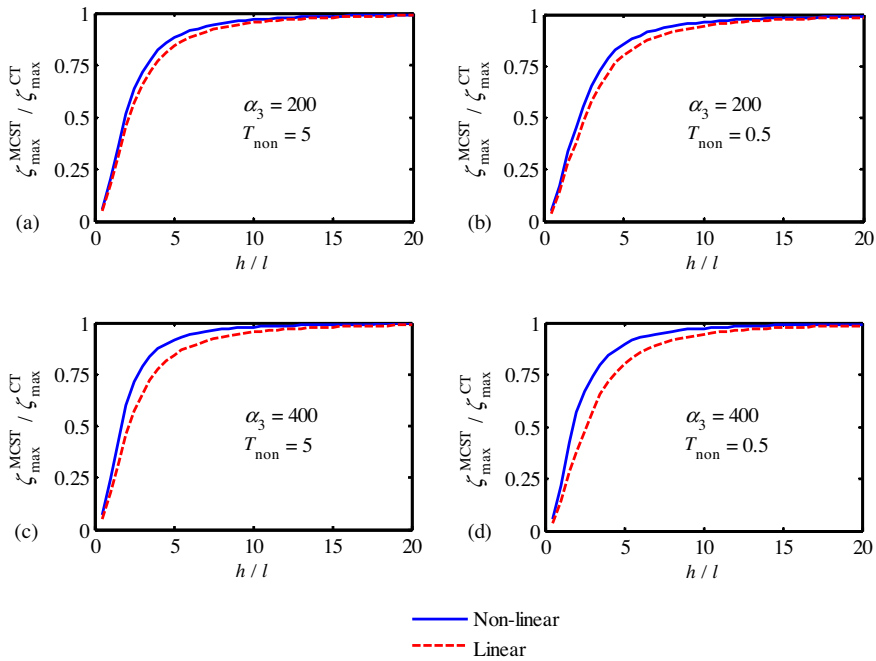 1
0.75
0.5
0.25
0
ζ_max^MCST / ζ_max^CT
α₃ = 200
T_non = 5
(a)
0 5 10 15 20
h / l
1
0.75
0.5
0.25
0
ζ_max^MCST / ζ_max^CT
α₃ = 200
T_non = 0.5
(b)
0 5 10 15 20
h / l
1
0.75
0.5
0.25
0
ζ_max^MCST / ζ_max^CT
α₃ = 400
T_non = 5
(c)
0 5 10 15 20
h / l
1
0.75
0.5
0.25
0
ζ_max^MCST / ζ_max^CT
α₃ = 400
T_non = 0.5
(d)
0 5 10 15 20
h / l
Non-linear
Linear